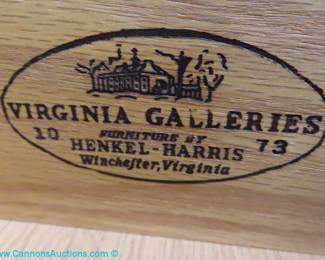 VIRGINIA GALLERIES
10 FURNITURE BY 73
HENKEL-HARRIS
Winchester, Virginia
www.CannonsAuctions.com ©